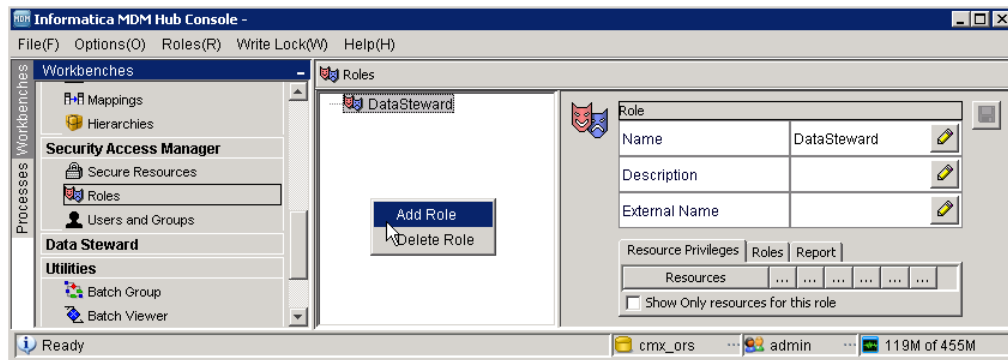 MDM Informatica MDM Hub Console -
File(F) Options(O) Roles(R) Write Lock(W) Help(H)
Processes Workbenches
Workbenches
Mappings
Hierarchies
Security Access Manager
Secure Resources
Roles
Users and Groups
Data Steward
Utilities
Batch Group
Batch Viewer
Roles
DataSteward
Add Role
Delete Role
Role
Name DataSteward
Description
External Name
Resource Privileges Roles Report
Resources ... ... ... ... ... ...
Show Only resources for this role
Ready cmx_ors ... admin ... 119M of 455M